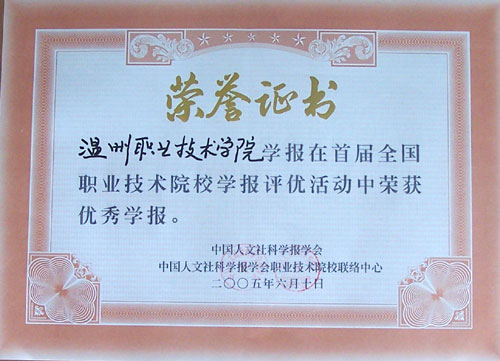 荣誉证书
温州职业技术学院学报在首届全国
职业技术院校学报评优活动中荣获
优秀学报。
中国人文社科学报学会
中国人文社科学报学会职业技术院校联络中心
二〇〇五年六月十日